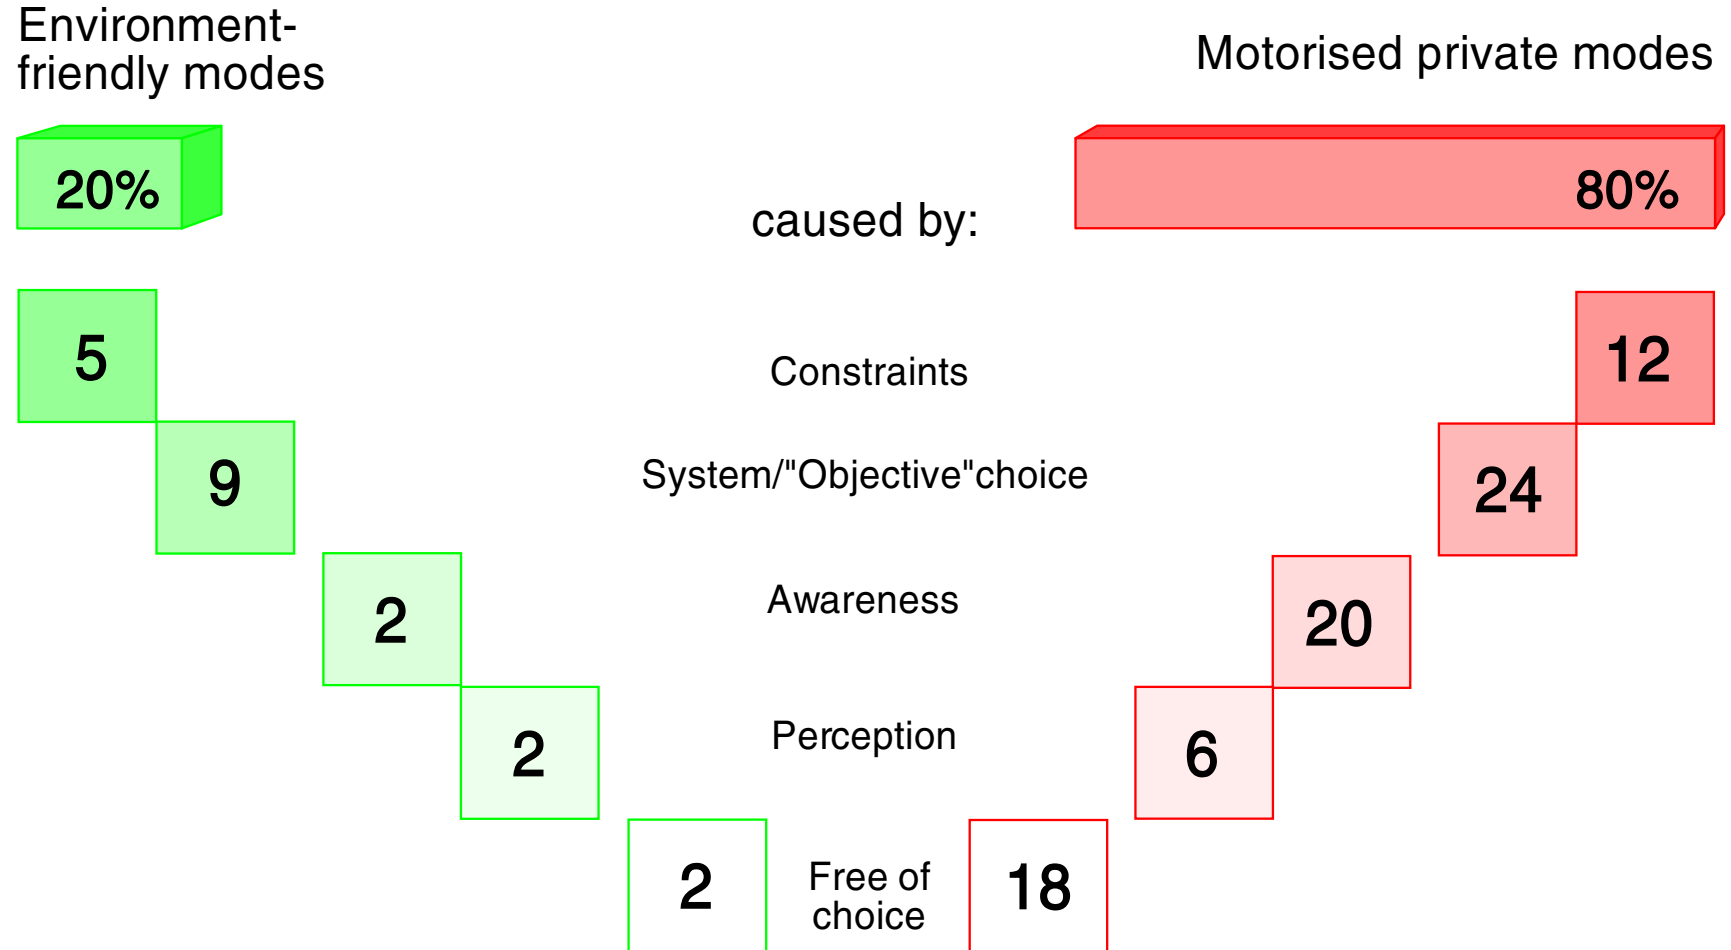 Environment-
friendly modes
Motorised private modes
20%
caused by:
80%
5
Constraints
12
9
System/"Objective"choice
24
2
Awareness
20
2
Perception
6
2
Free of
choice
18